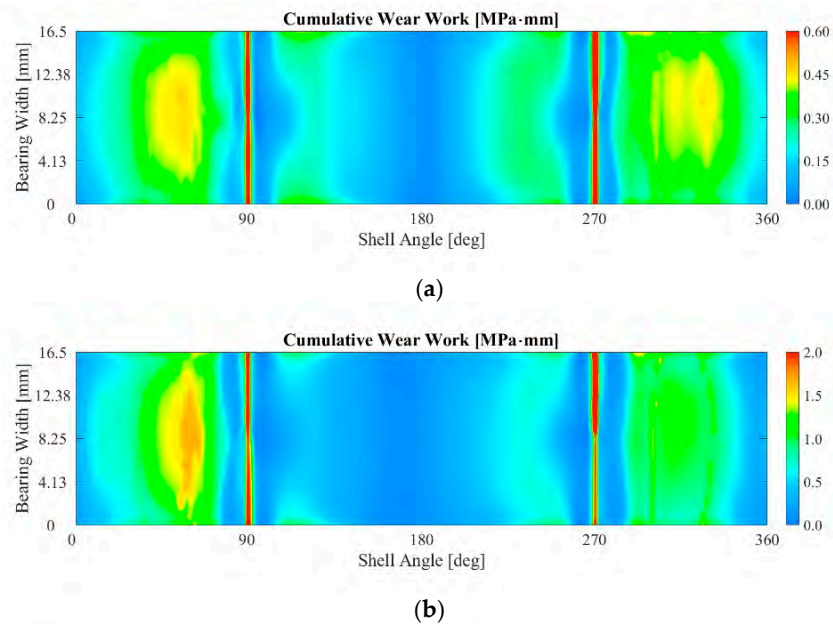 Cumulative Wear Work [MPa·mm]
16.5
12.38
8.25
4.13
0
Bearing Width [mm]
0 90 180 270 360
Shell Angle [deg]
0.60
0.45
0.30
0.15
0.00
(a)
Cumulative Wear Work [MPa·mm]
16.5
12.38
8.25
4.13
0
Bearing Width [mm]
0 90 180 270 360
Shell Angle [deg]
2.0
1.5
1.0
0.5
0.0
(b)